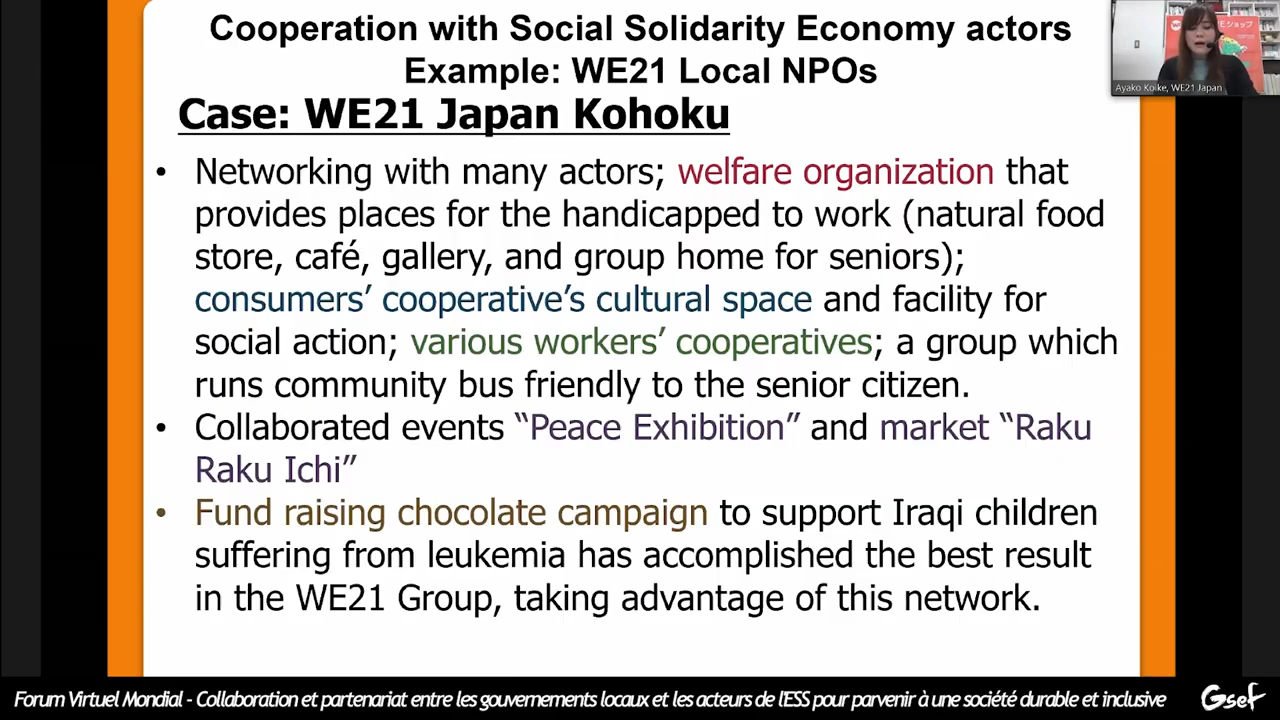 Cooperation with Social Solidarity Economy actors
Example: WE21 Local NPOs
Case: WE21 Japan Kohoku
• Networking with many actors; welfare organization that
provides places for the handicapped to work (natural food
store, café, gallery, and group home for seniors);
consumers’ cooperative’s cultural space and facility for
social action; various workers’ cooperatives; a group which
runs community bus friendly to the senior citizen.
• Collaborated events “Peace Exhibition” and market “Raku
Raku Ichi”
• Fund raising chocolate campaign to support Iraqi children
suffering from leukemia has accomplished the best result
in the WE21 Group, taking advantage of this network.
Ayako Koike, WE21 Japan
Forum Virtuel Mondial - Collaboration et partenariat entre les gouvernements locaux et les acteurs de l'ESS pour parvenir à une société durable et inclusive
Gsef